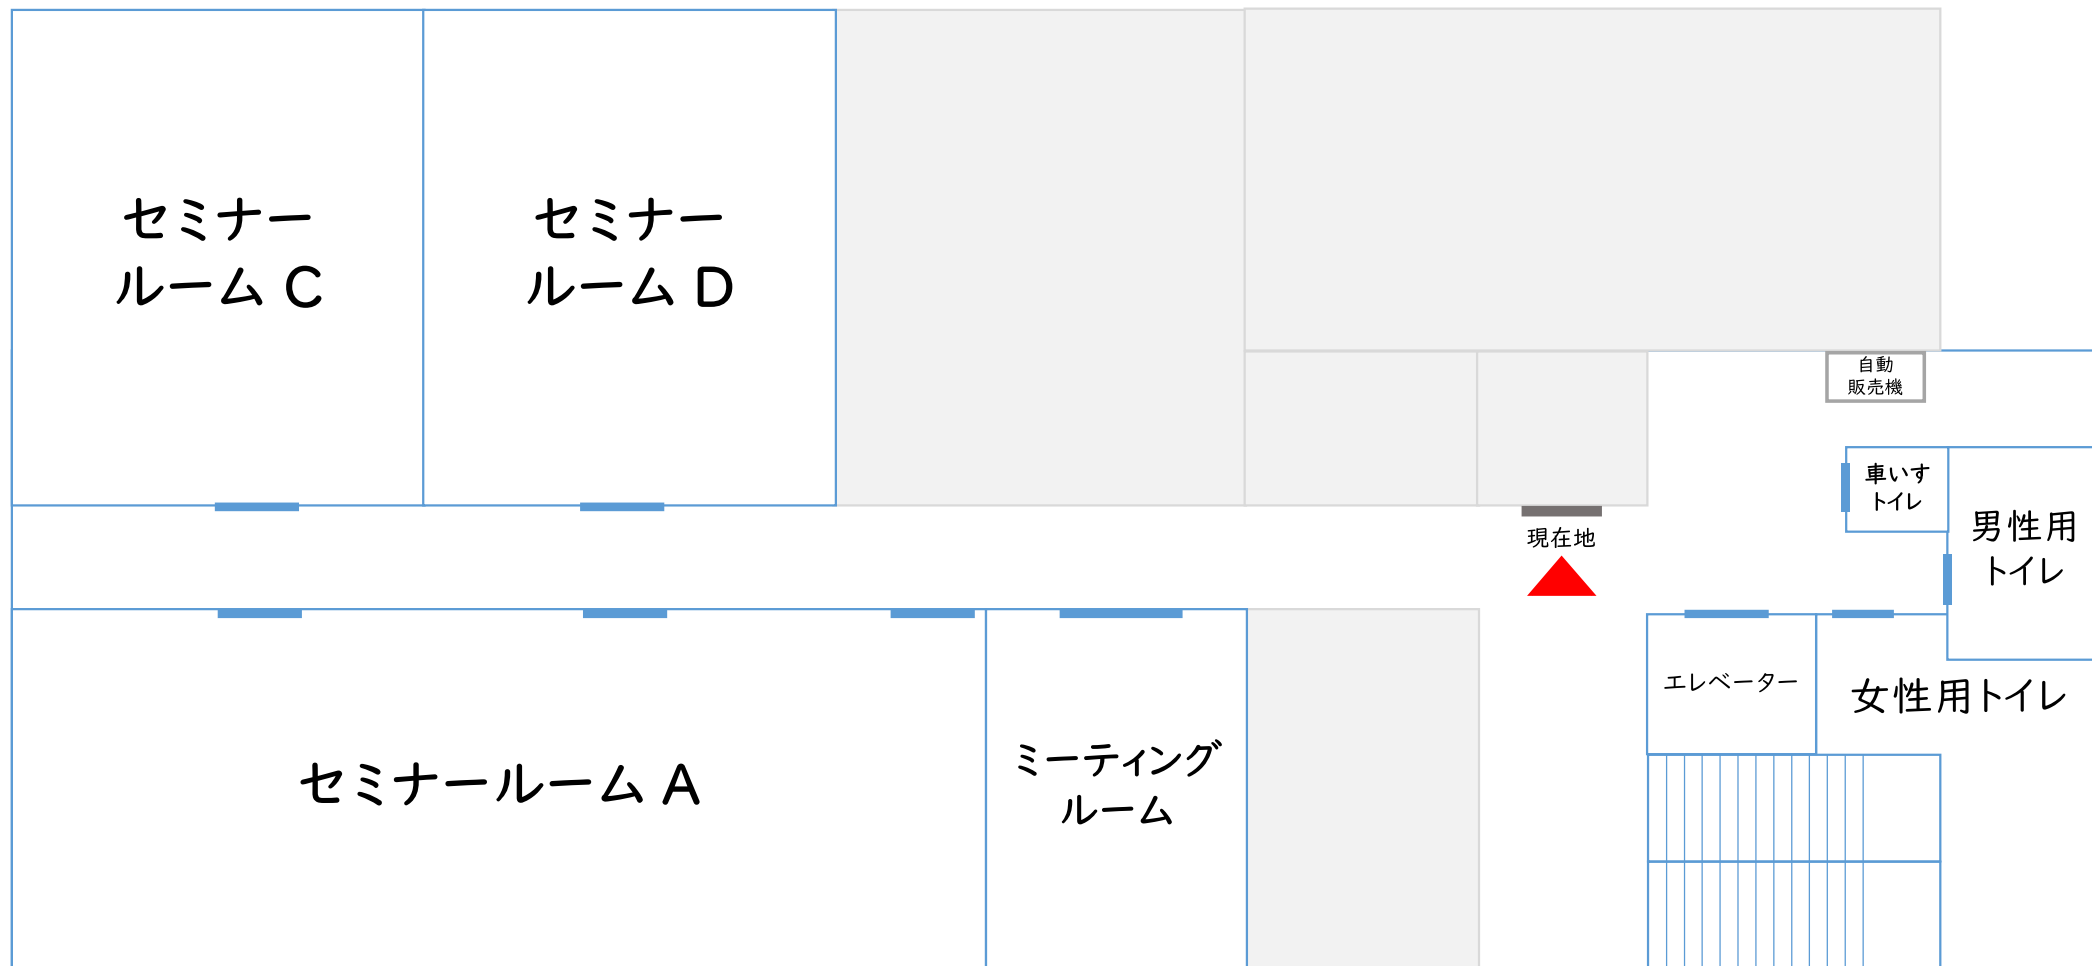 セミナー
ルーム C
セミナー
ルーム D
自動
販売機
車いす
トイレ
男性用
トイレ
現在地
エレベーター
女性用トイレ
セミナールーム A
ミーティング
ルーム